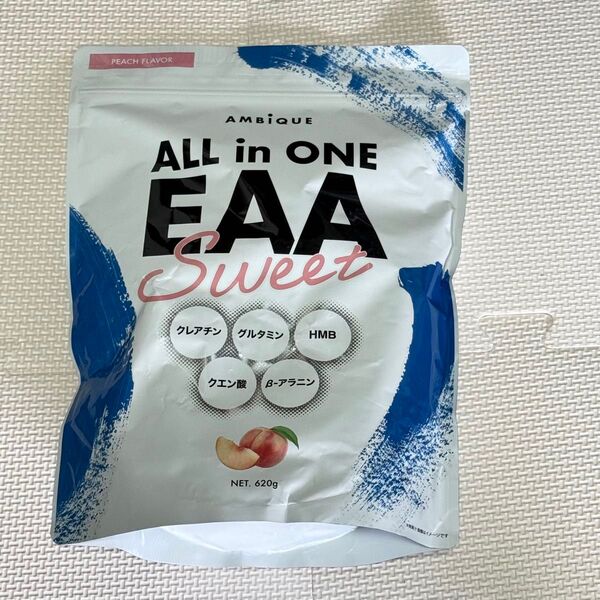 PEACH FLAVOR
AMBiQUE
ALL in ONE
EAA
Sweet
クレアチン グルタミン HMB
クエン酸 β-アラニン
NET. 620g